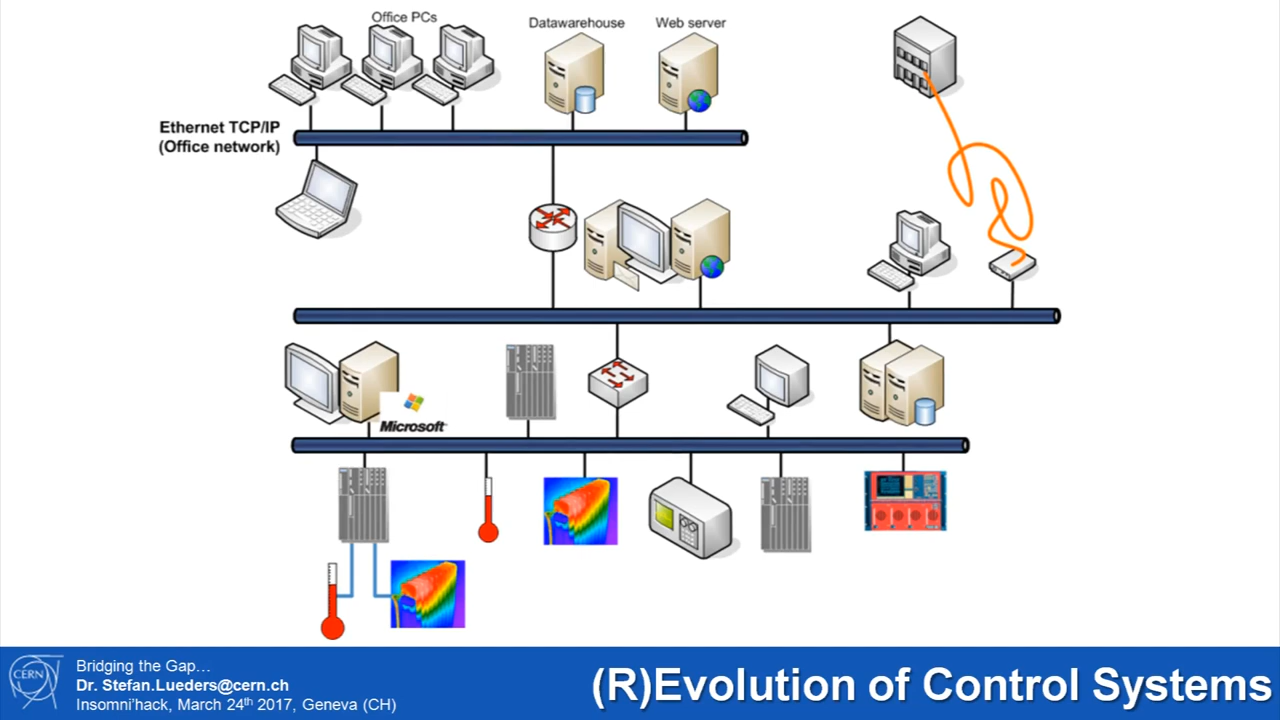 Office PCs
Datawarehouse
Web server
Ethernet TCP/IP
(Office network)
Microsoft
CERN
Bridging the Gap...
Dr. Stefan.Lueders@cern.ch
Insomni'hack, March 24th 2017, Geneva (CH)
(R)Evolution of Control Systems